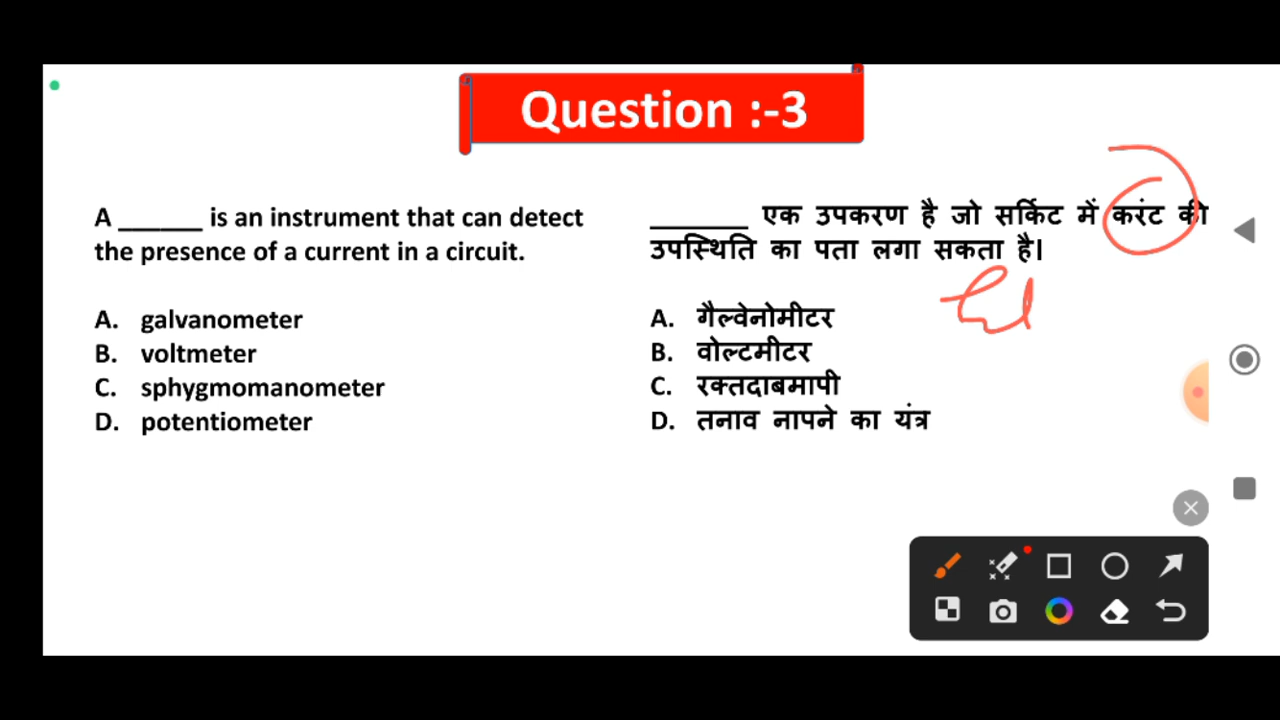 Question :-3
A ______ is an instrument that can detect
the presence of a current in a circuit.
A. galvanometer
B. voltmeter
C. sphygmomanometer
D. potentiometer
_______ एक उपकरण है जो सर्किट में करंट की
उपस्थिति का पता लगा सकता है।
A. गैल्वेनोमीटर
B. वोल्टमीटर
C. रक्तदाबमापी
D. तनाव नापने का यंत्र